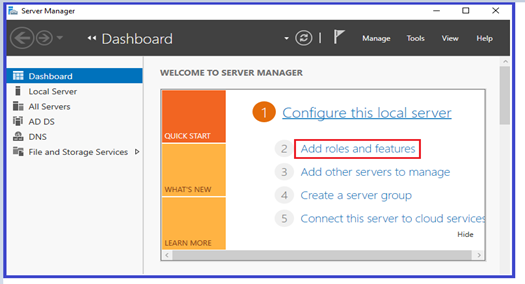 Server Manager
Dashboard
Manage Tools View Help
Dashboard
Local Server
All Servers
AD DS
DNS
File and Storage Services
WELCOME TO SERVER MANAGER
QUICK START
WHAT'S NEW
LEARN MORE
1 Configure this local server
2 Add roles and features
3 Add other servers to manage
4 Create a server group
5 Connect this server to cloud services
Hide